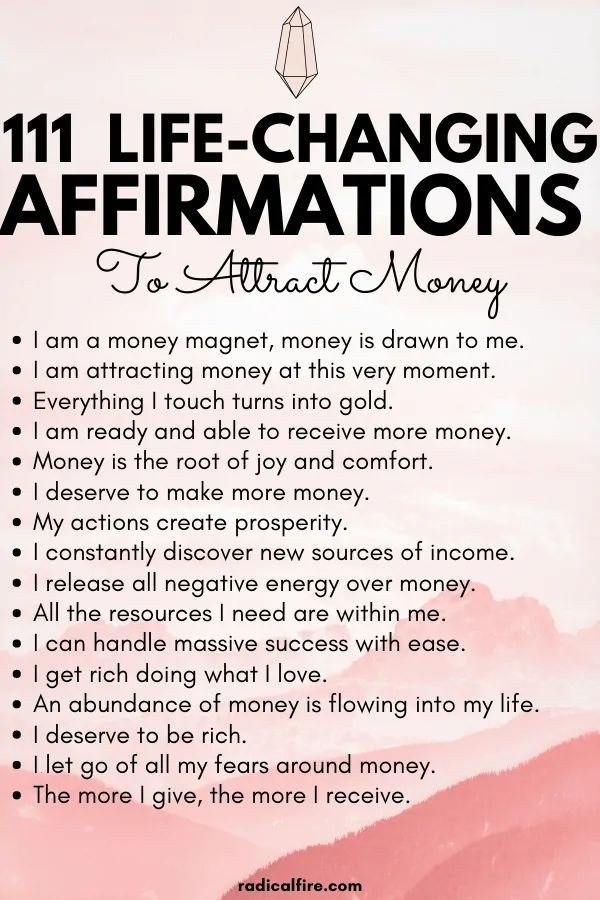 111 LIFE-CHANGING
AFFIRMATIONS
To Attract Money
• I am a money magnet, money is drawn to me.
• I am attracting money at this very moment.
• Everything I touch turns into gold.
• I am ready and able to receive more money.
• Money is the root of joy and comfort.
• I deserve to make more money.
• My actions create prosperity.
• I constantly discover new sources of income.
• I release all negative energy over money.
• All the resources I need are within me.
• I can handle massive success with ease.
• I get rich doing what I love.
• An abundance of money is flowing into my life.
• I deserve to be rich.
• I let go of all my fears around money.
• The more I give, the more I receive.
radicalfire.com